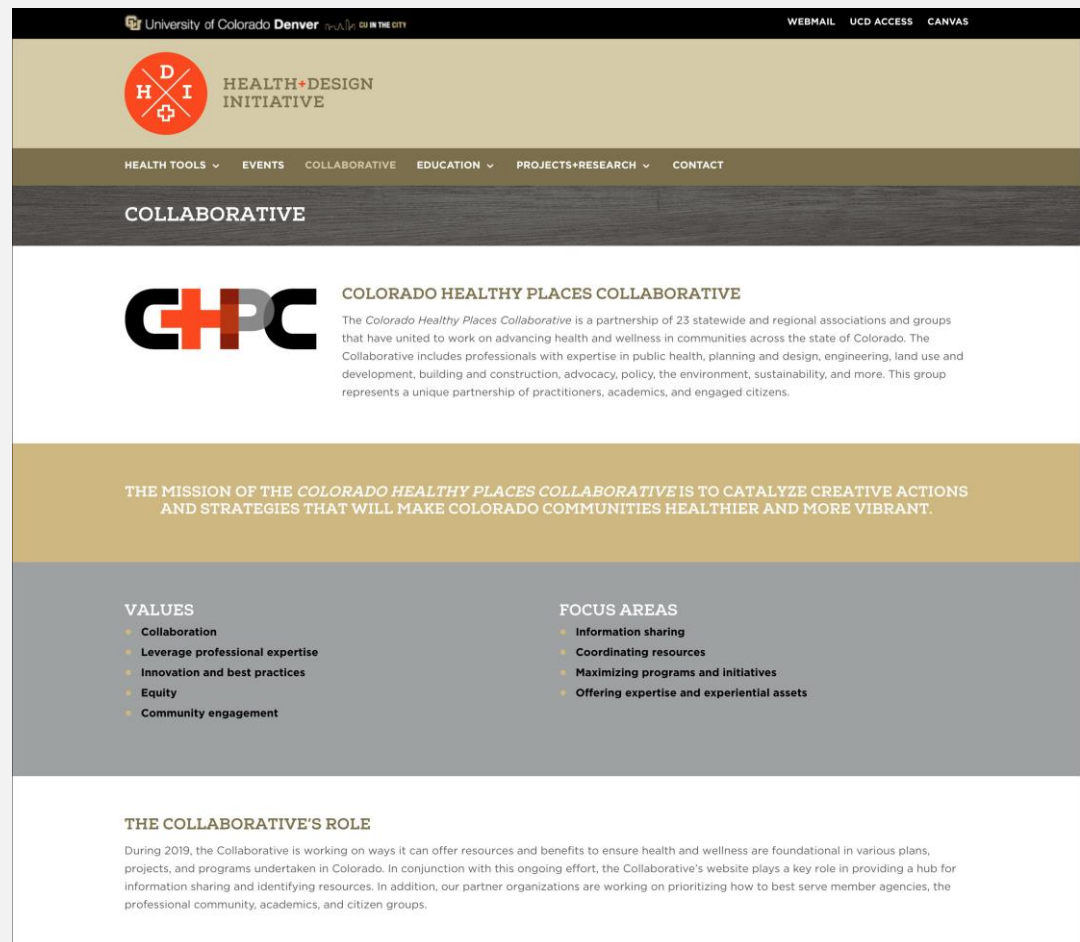 University of Colorado Denver CU IN THE CITY
WEBMAIL UCD ACCESS CANVAS
D
H I
HEALTH+DESIGN
INITIATIVE
HEALTH TOOLS EVENTS COLLABORATIVE EDUCATION PROJECTS+RESEARCH CONTACT
COLLABORATIVE
CHPC
COLORADO HEALTHY PLACES COLLABORATIVE
The Colorado Healthy Places Collaborative is a partnership of 23 statewide and regional associations and groups
that have united to work on advancing health and wellness in communities across the state of Colorado. The
Collaborative includes professionals with expertise in public health, planning and design, engineering, land use and
development, building and construction, advocacy, policy, the environment, sustainability, and more. This group
represents a unique partnership of practitioners, academics, and engaged citizens.
THE MISSION OF THE COLORADO HEALTHY PLACES COLLABORATIVE IS TO CATALYZE CREATIVE ACTIONS
AND STRATEGIES THAT WILL MAKE COLORADO COMMUNITIES HEALTHIER AND MORE VIBRANT.
VALUES
Collaboration
Leverage professional expertise
Innovation and best practices
Equity
Community engagement
FOCUS AREAS
Information sharing
Coordinating resources
Maximizing programs and initiatives
Offering expertise and experiential assets
THE COLLABORATIVE'S ROLE
During 2019, the Collaborative is working on ways it can offer resources and benefits to ensure health and wellness are foundational in various plans,
projects, and programs undertaken in Colorado. In conjunction with this ongoing effort, the Collaborative's website plays a key role in providing a hub for
information sharing and identifying resources. In addition, our partner organizations are working on prioritizing how to best serve member agencies, the
professional community, academics, and citizen groups.